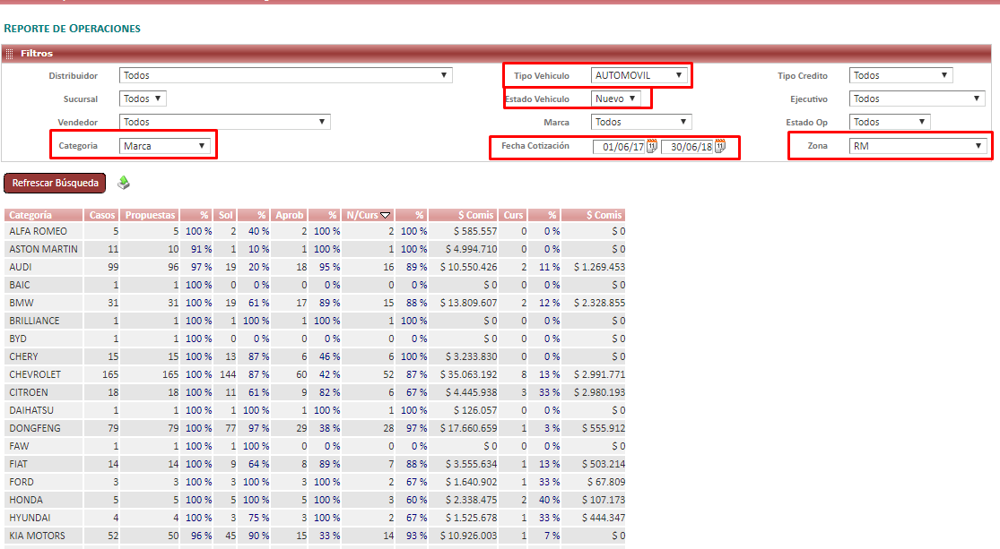 REPORTE DE OPERACIONES
Filtros
Distribuidor Todos Tipo Vehiculo AUTOMOVIL Tipo Credito Todos
Sucursal Todos Estado Vehiculo Nuevo Ejecutivo Todos
Vendedor Todos Marca Todos Estado Op Todos
Categoria Marca Fecha Cotización 01/06/17 11 30/06/18 11 Zona RM
Refrescar Búsqueda
Categoria Casos Propuestas % Sol % Aprob % N/Curs % $ Comis Curs % $ Comis
ALFA ROMEO 5 5 100 % 2 40 % 2 100 % 2 100 % $ 585.557 0 0 % $ 0
ASTON MARTIN 11 10 91 % 1 10 % 1 100 % 1 100 % $ 4.994.710 0 0 % $ 0
AUDI 99 96 97 % 19 20 % 18 95 % 16 89 % $ 10.550.426 2 11 % $ 1.269.453
BAIC 1 1 100 % 0 0 % 0 0 % 0 0 % $ 0 0 0 % $ 0
BMW 31 31 100 % 19 61 % 17 89 % 15 88 % $ 13.809.607 2 12 % $ 2.328.855
BRILLIANCE 1 1 100 % 1 100 % 1 100 % 1 100 % $ 0 0 0 % $ 0
BYD 1 1 100 % 0 0 % 0 0 % 0 0 % $ 0 0 0 % $ 0
CHERY 15 15 100 % 13 87 % 6 46 % 6 100 % $ 3.233.830 0 0 % $ 0
CHEVROLET 165 165 100 % 144 87 % 60 42 % 52 87 % $ 35.063.192 8 13 % $ 2.991.771
CITROEN 18 18 100 % 11 61 % 9 82 % 6 67 % $ 4.445.938 3 33 % $ 2.980.193
DAIHATSU 1 1 100 % 1 100 % 1 100 % 1 100 % $ 126.057 0 0 % $ 0
DONGFENG 79 79 100 % 77 97 % 29 38 % 28 97 % $ 17.660.659 1 3 % $ 555.912
FAW 1 1 100 % 1 100 % 0 0 % 0 0 % $ 0 0 0 % $ 0
FIAT 14 14 100 % 9 64 % 8 89 % 7 88 % $ 3.555.634 1 13 % $ 503.214
FORD 3 3 100 % 3 100 % 3 100 % 2 67 % $ 1.640.902 1 33 % $ 67.809
HONDA 5 5 100 % 5 100 % 5 100 % 3 60 % $ 2.338.475 2 40 % $ 107.173
HYUNDAI 4 4 100 % 3 75 % 3 100 % 2 67 % $ 1.525.678 1 33 % $ 444.347
KIA MOTORS 52 50 96 % 45 90 % 15 33 % 14 93 % $ 10.926.003 1 7 % $ 0